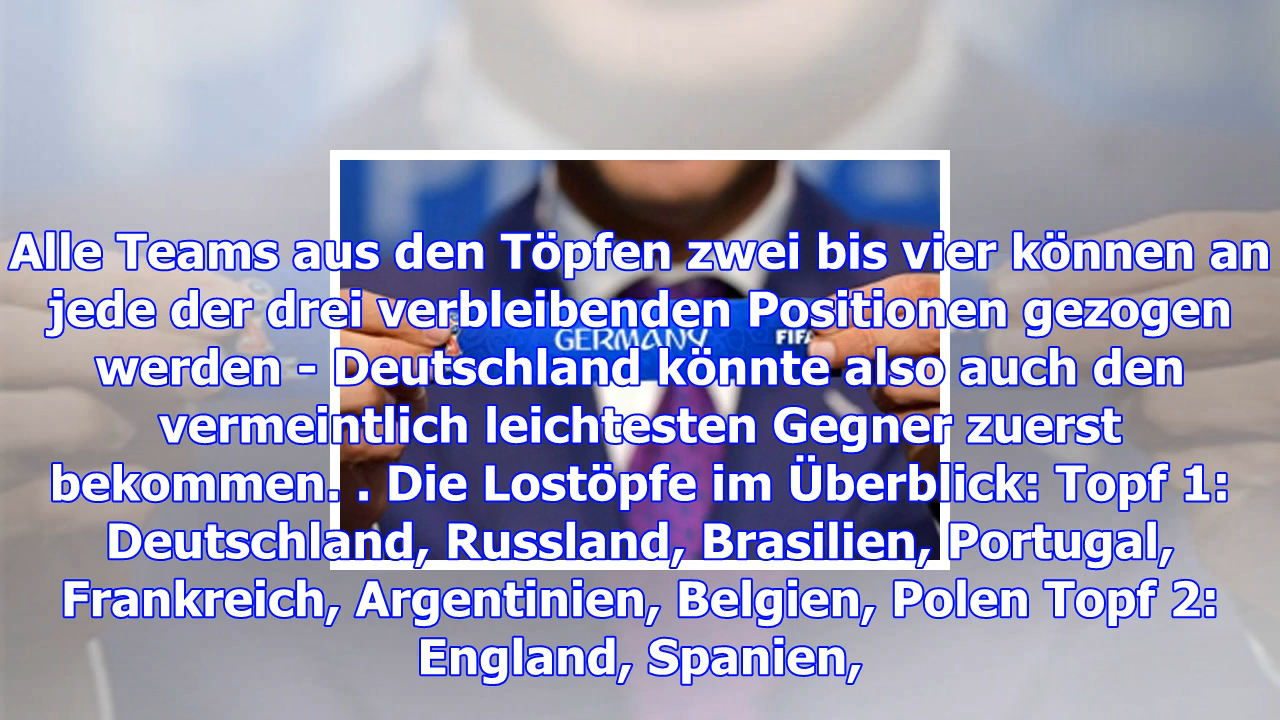 Alle Teams aus den Töpfen zwei bis vier können an
jede der drei verbleibenden Positionen gezogen
GERMANY FIFA
werden - Deutschland könnte also auch den
vermeintlich leichtesten Gegner zuerst
bekommen. . Die Lostöpfe im Überblick: Topf 1:
Deutschland, Russland, Brasilien, Portugal,
Frankreich, Argentinien, Belgien, Polen Topf 2:
England, Spanien,